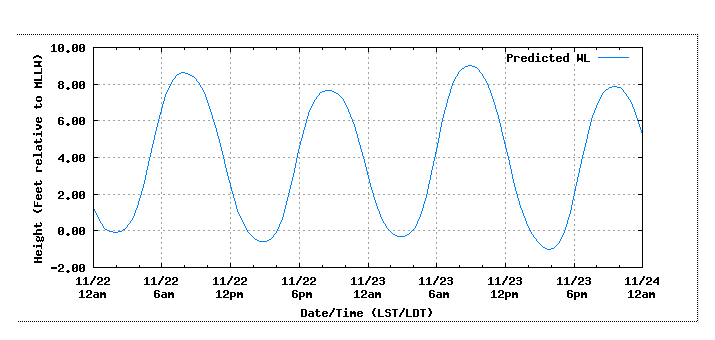 10.00
Predicted WL
8.00
6.00
4.00
2.00
0.00
-2.00
Height (Feet relative to MLLW)
11/22 11/22 11/22 11/22 11/23 11/23 11/23 11/23 11/24
12am 6am 12pm 6pm 12am 6am 12pm 6pm 12am
Date/Time (LST/LDT)